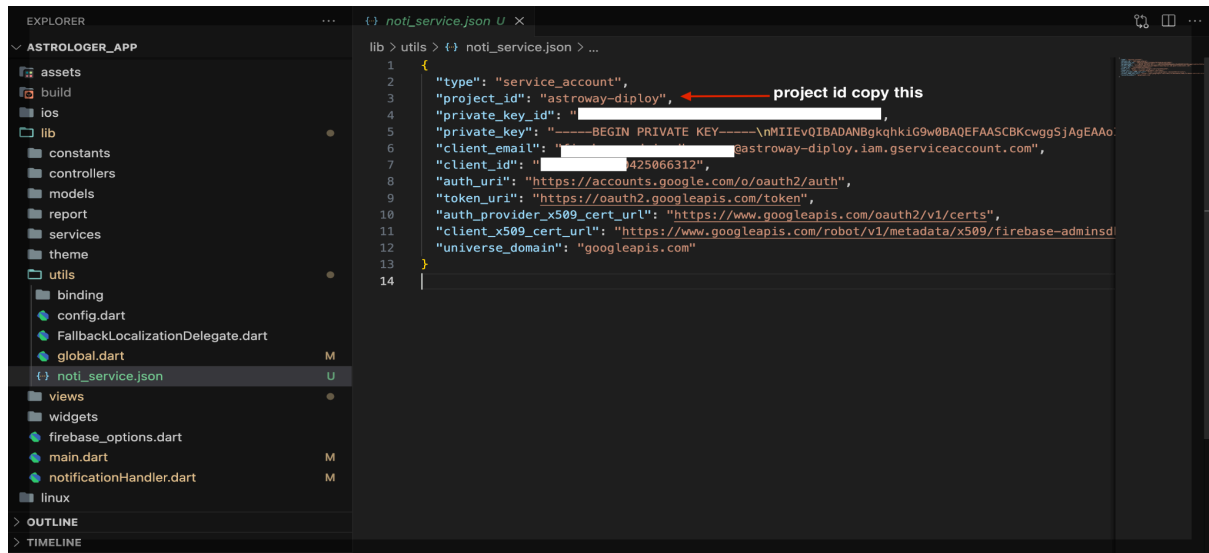 EXPLORER
noti_service.json U
ASTROLOGER_APP
lib > utils > noti_service.json > ...
assets
build
ios
lib
constants
controllers
models
report
services
theme
utils
binding
config.dart
FallbackLocalizationDelegate.dart
global.dart M
noti_service.json U
views
widgets
firebase_options.dart
main.dart M
notificationHandler.dart M
linux
OUTLINE
TIMELINE
1 {
2 "type": "service_account",
3 "project_id": "astroway-diploy",
project id copy this
4 "private_key_id": " ,
5 "private_key": "-----BEGIN PRIVATE KEY-----\nMIIEvQIBADANBgkqhkiG9w0BAQEFAASCBKcwggSjAgEAAo
6 "client_email": " @astroway-diploy.iam.gserviceaccount.com",
7 "client_id": " 0425066312",
8 "auth_uri": "https://accounts.google.com/o/oauth2/auth",
9 "token_uri": "https://oauth2.googleapis.com/token",
10 "auth_provider_x509_cert_url": "https://www.googleapis.com/oauth2/v1/certs",
11 "client_x509_cert_url": "https://www.googleapis.com/robot/v1/metadata/x509/firebase-adminsd
12 "universe_domain": "googleapis.com"
13 }
14